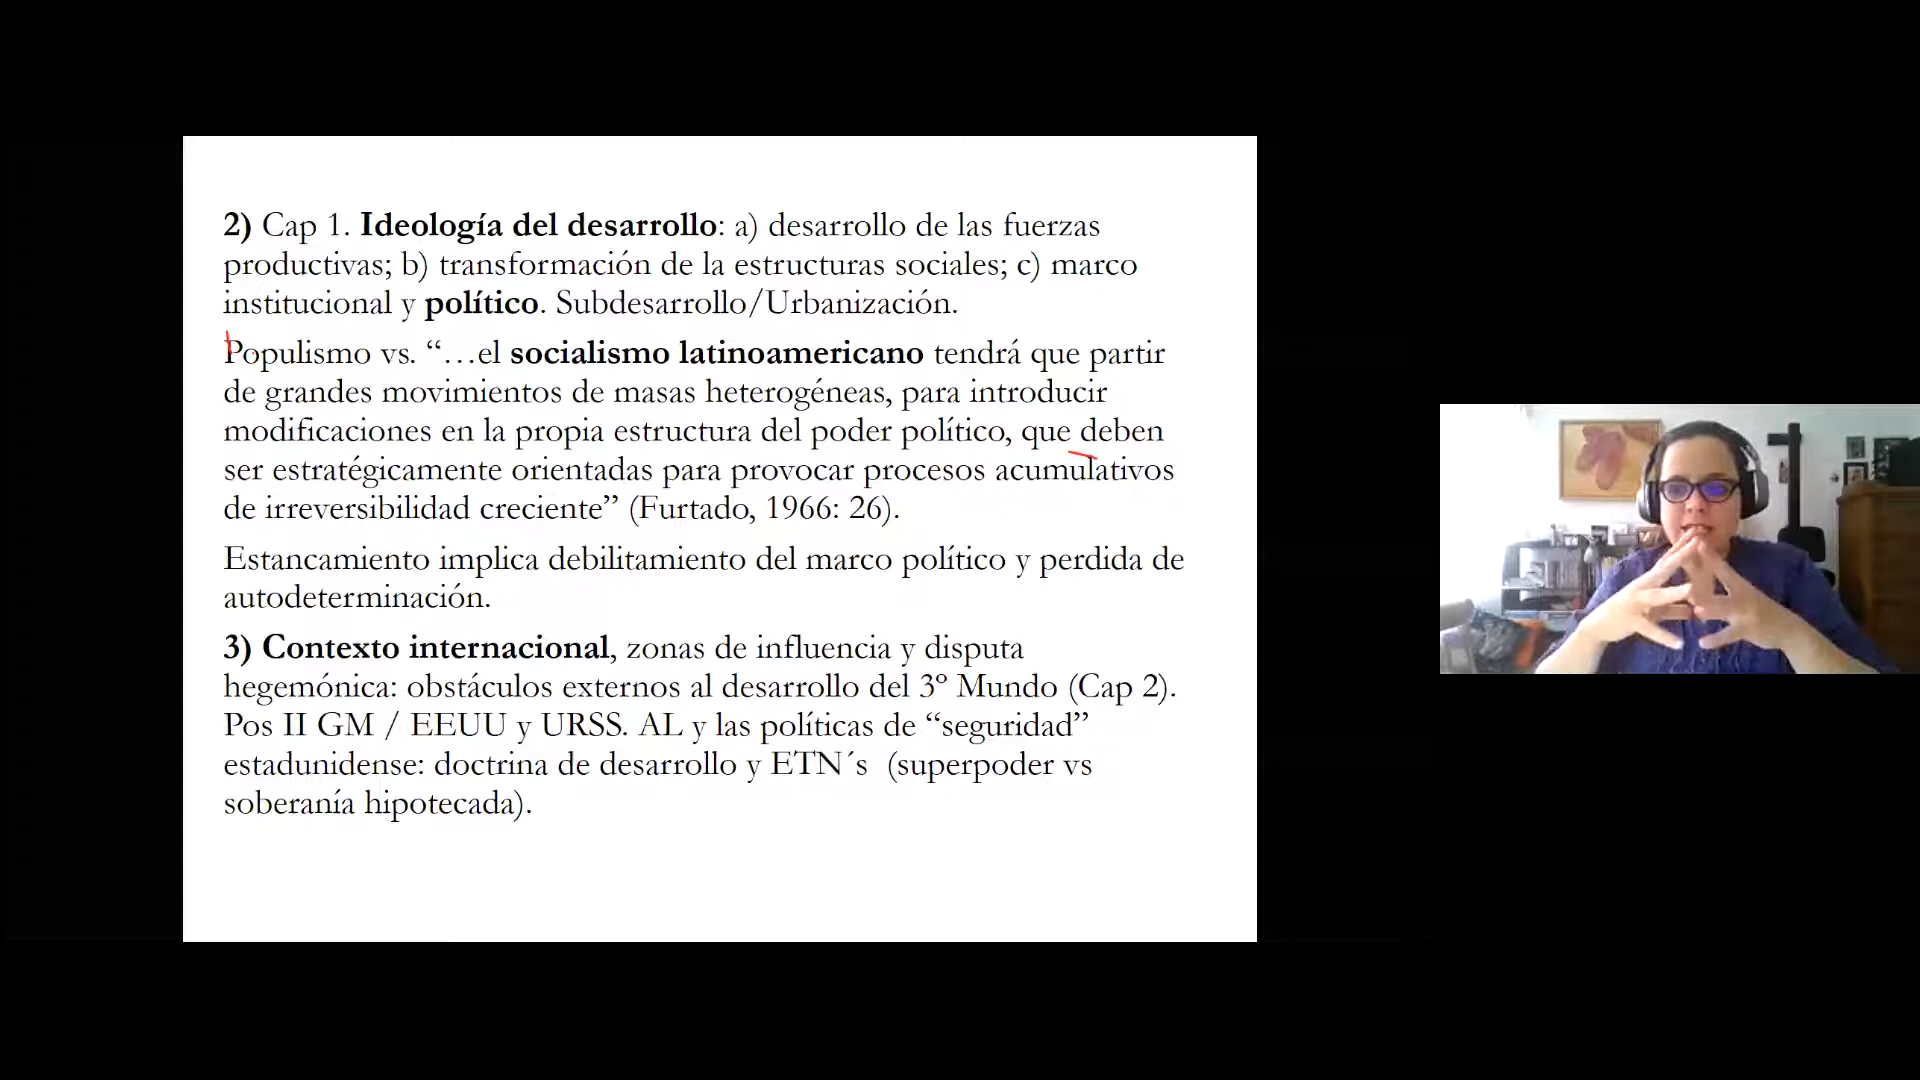 2) Cap 1. Ideología del desarrollo: a) desarrollo de las fuerzas
productivas; b) transformación de la estructuras sociales; c) marco
institucional y político. Subdesarrollo/Urbanización.
Populismo vs. “…el socialismo latinoamericano tendrá que partir
de grandes movimientos de masas heterogéneas, para introducir
modificaciones en la propia estructura del poder político, que deben
ser estratégicamente orientadas para provocar procesos acumulativos
de irreversibilidad creciente” (Furtado, 1966: 26).
Estancamiento implica debilitamiento del marco político y perdida de
autodeterminación.
3) Contexto internacional, zonas de influencia y disputa
hegemónica: obstáculos externos al desarrollo del 3º Mundo (Cap 2).
Pos II GM / EEUU y URSS. AL y las políticas de “seguridad”
estadunidense: doctrina de desarrollo y ETN´s (superpoder vs
soberanía hipotecada).